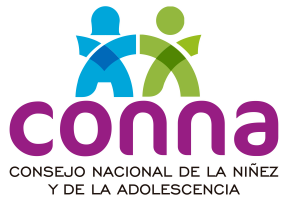 conna
CONSEJO NACIONAL DE LA NIÑEZ
Y DE LA ADOLESCENCIA